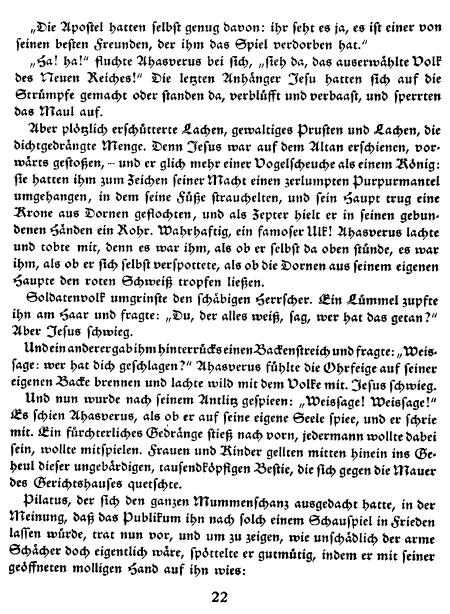 „Die Apostel hatten selbst genug davon: ihr seht es ja, es ist einer von
seinen besten Freunden, der ihm das Spiel verdorben hat.“
„Ha! ha!“ fluchte Ahasverus bei sich, „sieh da, das auserwählte Volk
des Neuen Reiches!“ Die letzten Anhänger Jesu hatten sich auf die
Strümpfe gemacht oder standen da, verblüfft und verbaast, und sperrten
das Maul auf.
Aber plötzlich erschütterte Lachen, gewaltiges Prusten und Lachen, die
dichtgedrängte Menge. Denn Jesus war auf dem Altan erschienen, vor-
wärts gestoßen, – und er glich mehr einer Vogelscheuche als einem König:
sie hatten ihm zum Zeichen seiner Macht einen zerlumpten Purpurmantel
umgehangen, in dem seine Füße strauchelten, und sein Haupt trug eine
Krone aus Dornen geflochten, und als Zepter hielt er in seinen gebun-
denen Händen ein Rohr. Wahrhaftig, ein famoser Ulk! Ahasverus lachte
und tobte mit, denn es war ihm, als ob er selbst da oben stünde, es war
ihm, als ob er sich selbst verspottete, als ob die Dornen aus seinem eigenen
Haupte den roten Schweiß tropfen ließen.
Soldatenvolk umgrinste den schäbigen Herrscher. Ein Lümmel zupfte
ihn am Haar und fragte: „Du, der alles weiß, sag, wer hat das getan?“
Aber Jesus schwieg.
Und ein anderer gab ihm hinterrücks einen Backenstreich und fragte: „Weis-
sage: wer hat dich geschlagen?“ Ahasverus fühlte die Ohrfeige auf seiner
eigenen Backe brennen und lachte wild mit dem Volke mit. Jesus schwieg.
Und nun wurde nach seinem Antlitz gespieen: „Weissage! Weissage!“
Es schien Ahasverus, als ob er auf seine eigene Seele spiee, und er schrie
mit. Ein fürchterliches Gedränge stieß nach vorn, jedermann wollte dabei
sein, wollte mitspielen. Frauen und Kinder gellten mitten hinein ins Ge-
heul dieser ungebärdigen, tausendköpfigen Bestie, die sich gegen die Mauer
des Gerichtshauses quetschte.
Pilatus, der sich den ganzen Mummenschanz ausgedacht hatte, in der
Meinung, daß das Publikum ihn nach solch einem Schauspiel in Frieden
lassen würde, trat nun vor, und um zu zeigen, wie unschädlich der arme
Schächer doch eigentlich wäre, spöttelte er gutmütig, indem er mit seiner
geöffneten molligen Hand auf ihn wies:
22